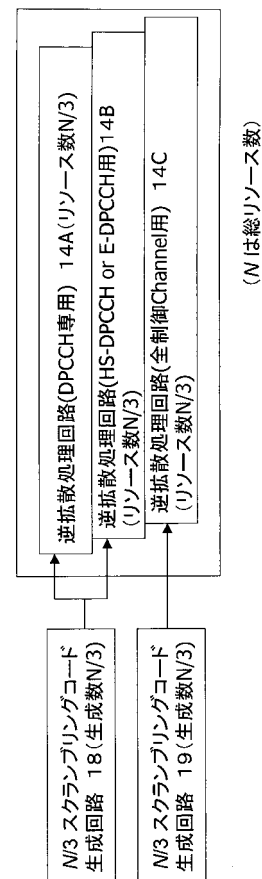 N/3 スクランブリングコード
生成回路 18(生成数N/3)
N/3 スクランブリングコード
生成回路 19(生成数N/3)
逆拡散処理回路(DPCCH専用) 14A(リソース数N/3)
逆拡散処理回路(HS-DPCCH or E-DPCCH用)14B
(リソース数N/3)
逆拡散処理回路(全制御Channel用) 14C
(リソース数N/3)
(N は総リソース数)